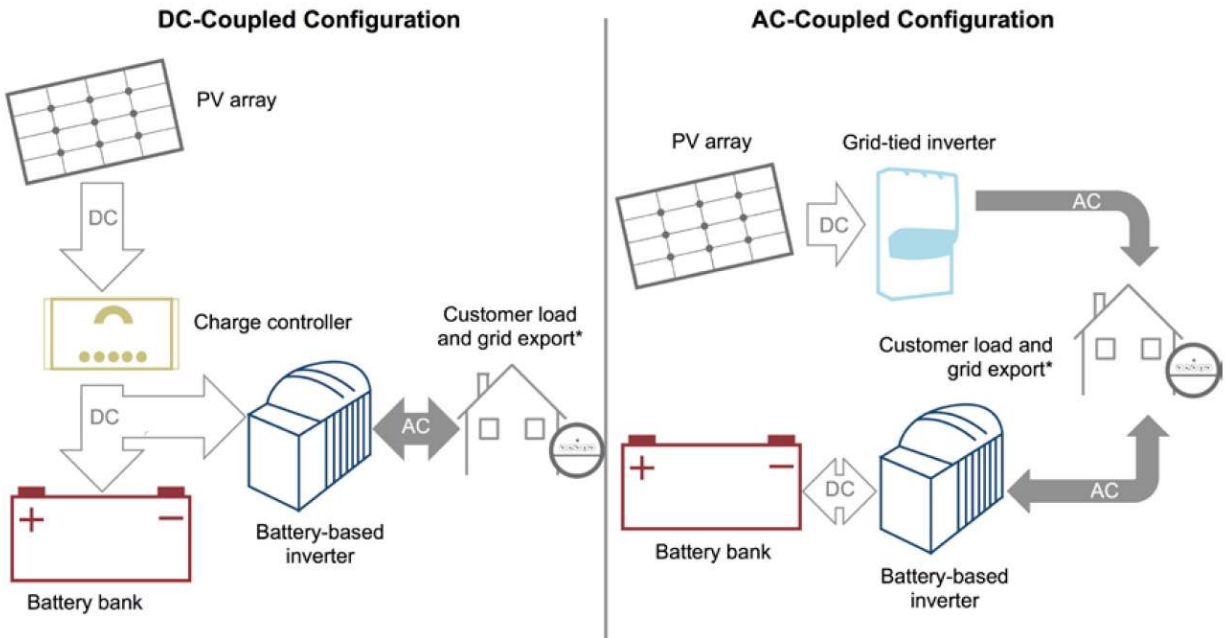 DC-Coupled Configuration
PV array
DC
Charge controller
DC
Customer load
and grid export*
AC
Battery-based
inverter
+ −
Battery bank
AC-Coupled Configuration
PV array
Grid-tied inverter
DC
AC
Customer load and
grid export*
+ −
DC
AC
Battery bank
Battery-based
inverter